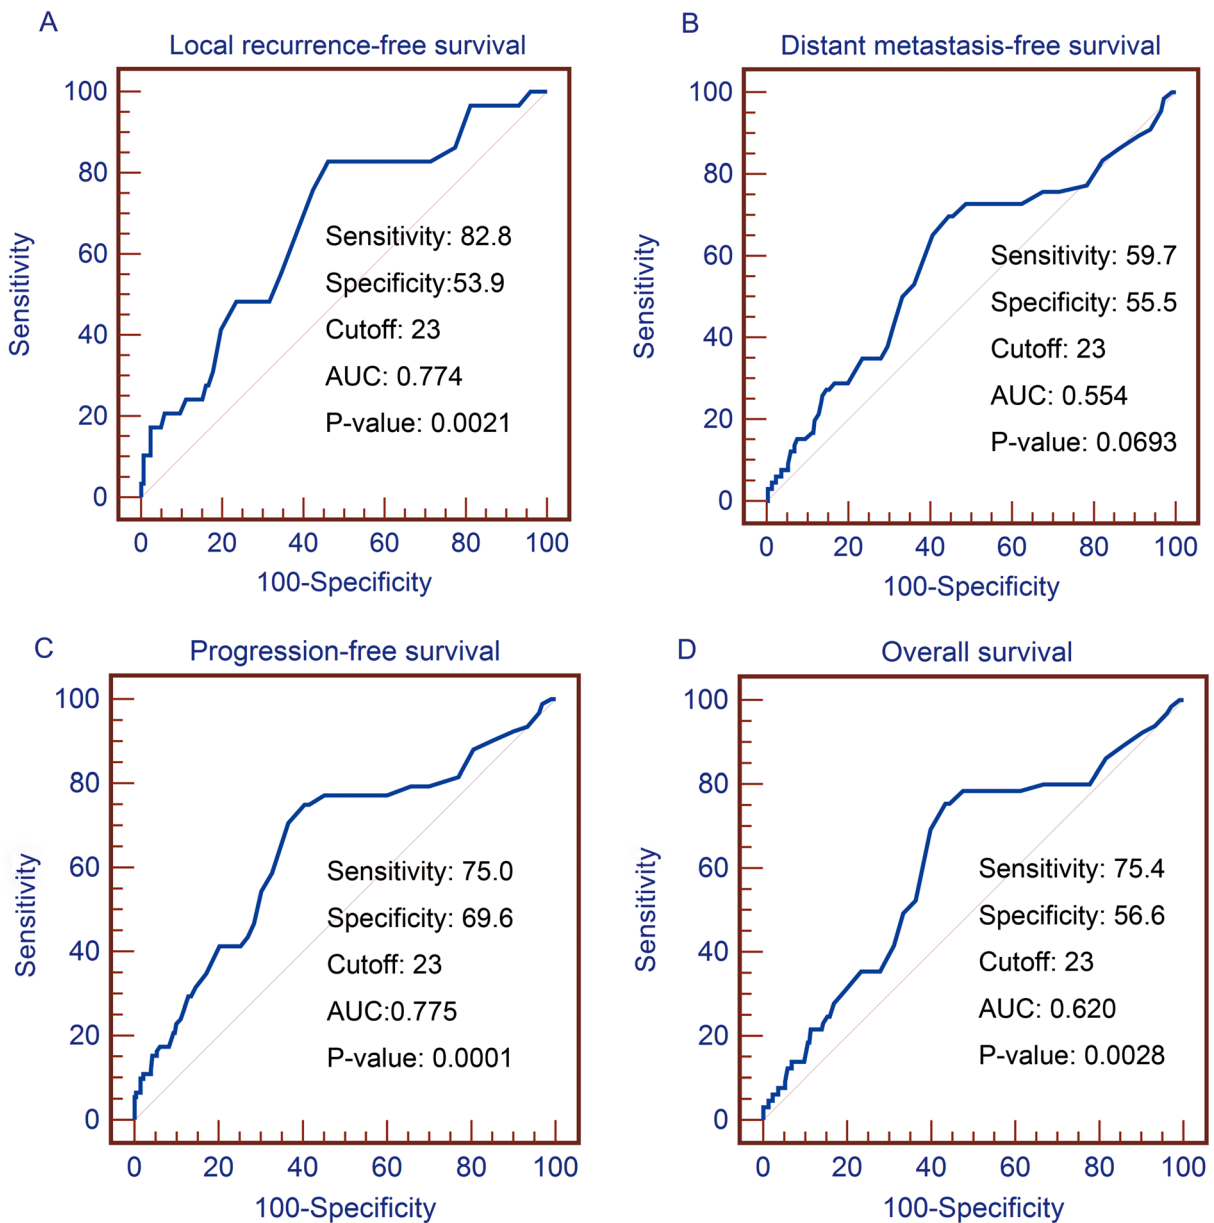 A
Local recurrence-free survival
100
80
60
40
20
0
Sensitivity
Sensitivity: 82.8
Specificity:53.9
Cutoff: 23
AUC: 0.774
P-value: 0.0021
0 20 40 60 80 100
100-Specificity
B
Distant metastasis-free survival
100
80
60
40
20
0
Sensitivity
Sensitivity: 59.7
Specificity: 55.5
Cutoff: 23
AUC: 0.554
P-value: 0.0693
0 20 40 60 80 100
100-Specificity
C
Progression-free survival
100
80
60
40
20
0
Sensitivity
Sensitivity: 75.0
Specificity: 69.6
Cutoff: 23
AUC:0.775
P-value: 0.0001
0 20 40 60 80 100
100-Specificity
D
Overall survival
100
80
60
40
20
0
Sensitivity
Sensitivity: 75.4
Specificity: 56.6
Cutoff: 23
AUC: 0.620
P-value: 0.0028
0 20 40 60 80 100
100-Specificity